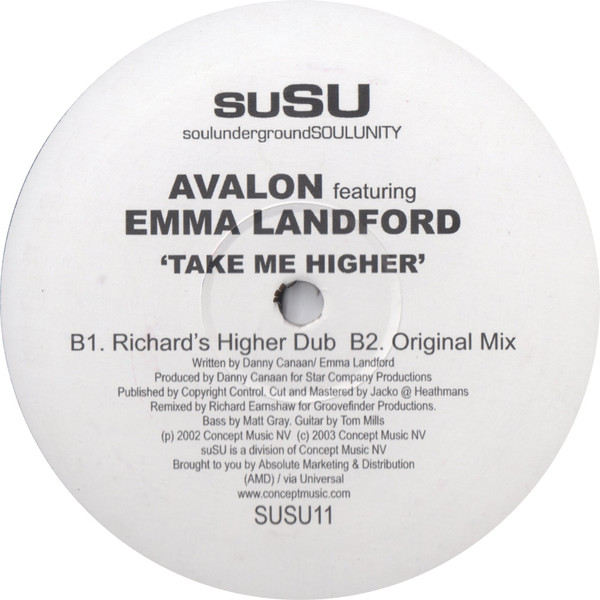 suSU
soulundergroundSOULUNITY
AVALON featuring
EMMA LANDFORD
‘TAKE ME HIGHER’
B1. Richard’s Higher Dub B2. Original Mix
Written by Danny Canaan/ Emma Landford
Produced by Danny Canaan for Star Company Productions
Published by Copyright Control. Cut and Mastered by Jacko @ Heathmans
Remixed by Richard Earnshaw for Groovefinder Productions.
Bass by Matt Gray. Guitar by Tom Mills
(p) 2002 Concept Music NV (c) 2003 Concept Music NV
suSU is a division of Concept Music NV
Brought to you by Absolute Marketing & Distribution
(AMD) / via Universal
www.conceptmusic.com
SUSU11